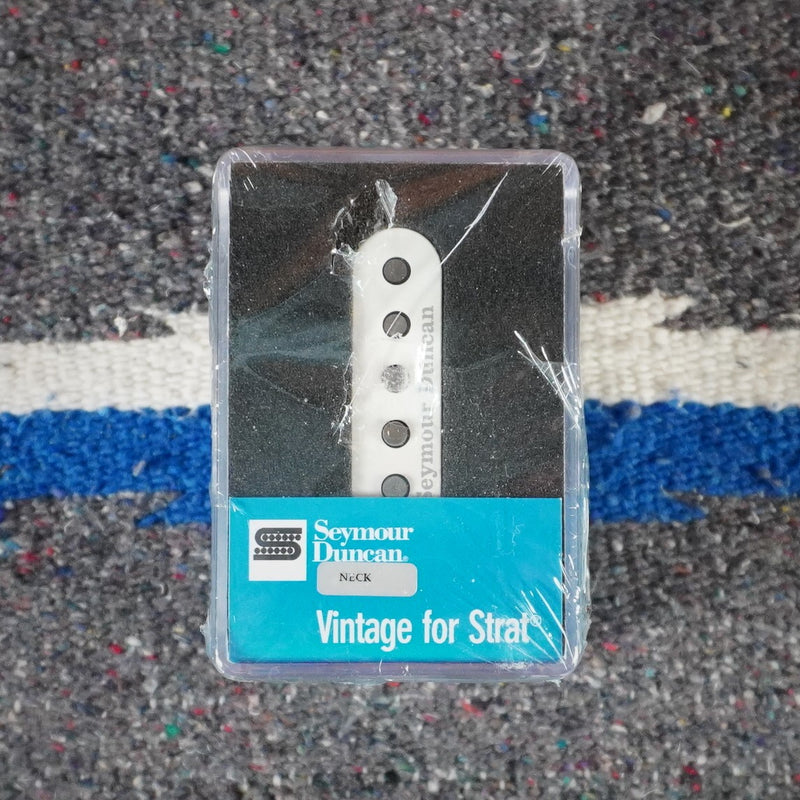 Seymour Duncan
Seymour
Duncan®
NECK
Vintage for Strat®